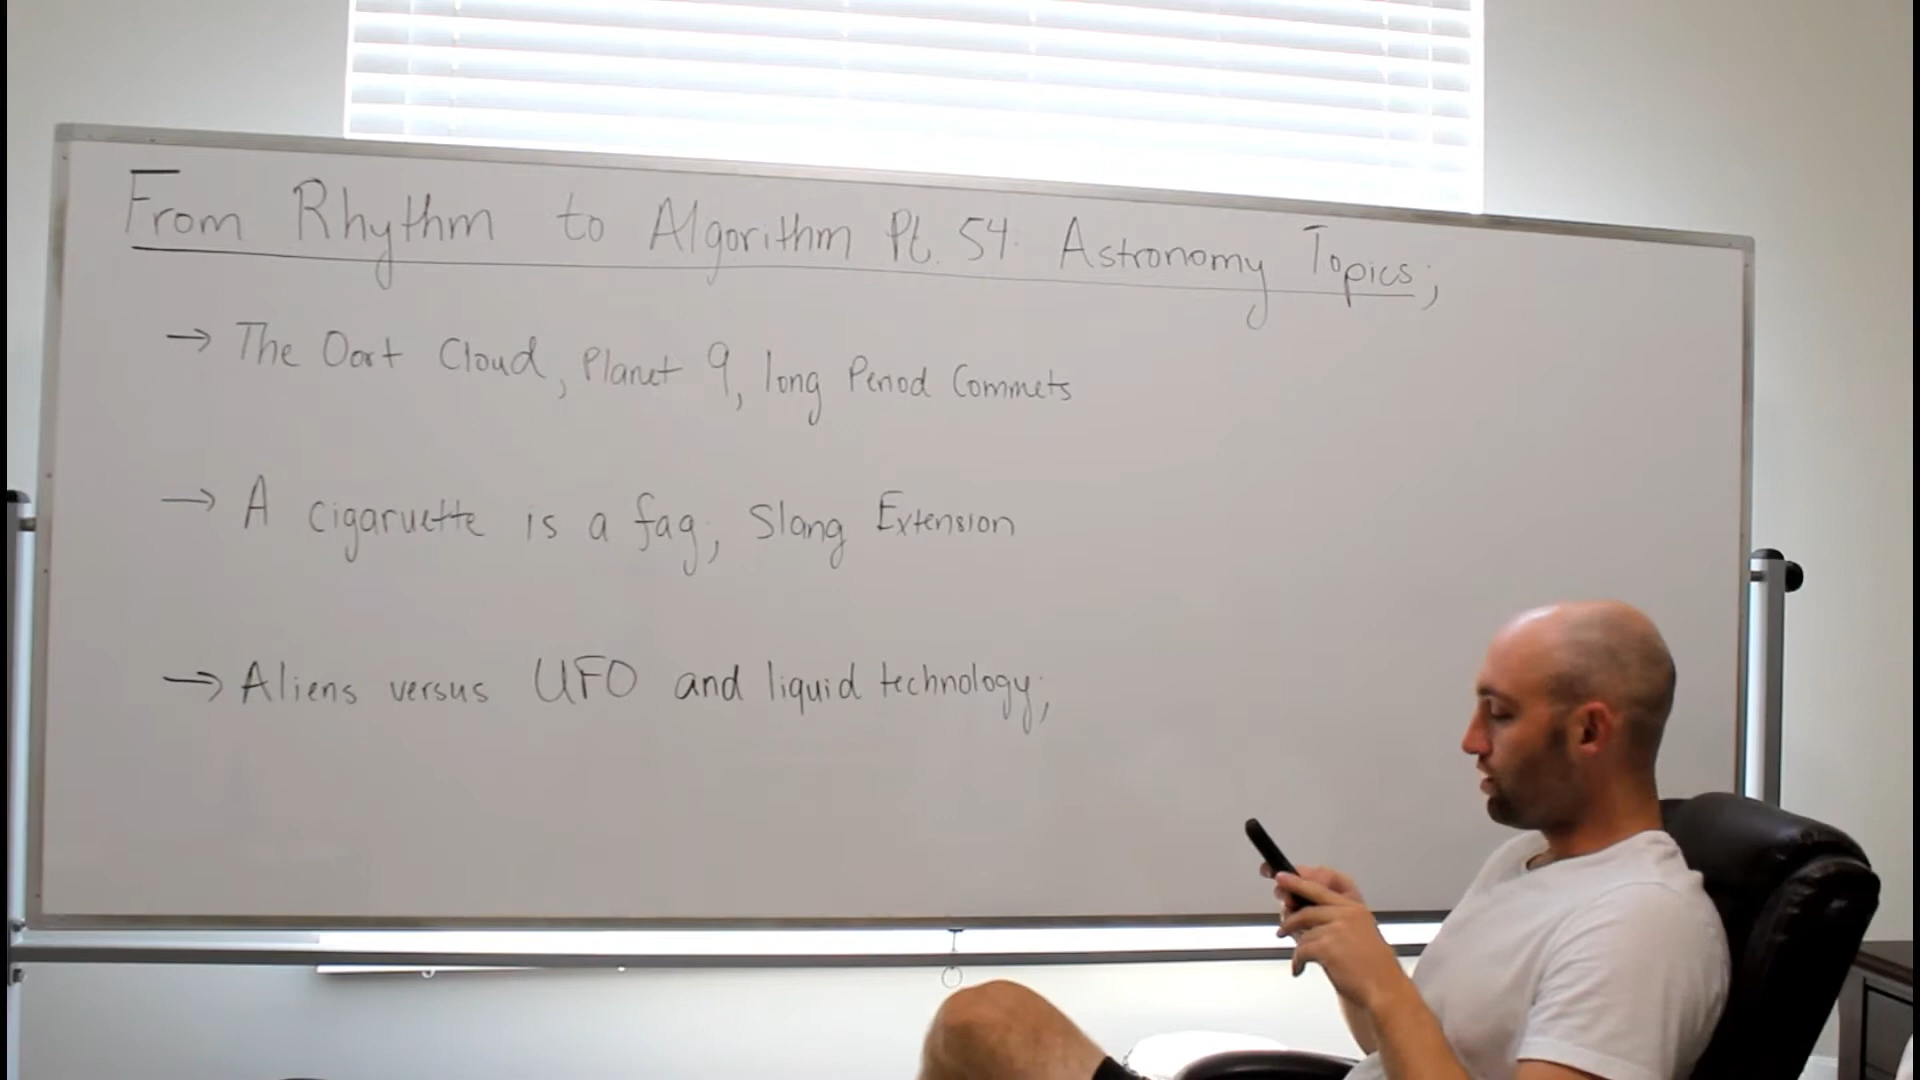 From Rhythm to Algorithm Pt. 54: Astronomy Topics;
→ The Oort Cloud, Planet 9, long Period Commets
→ A cigaruette is a fag; Slang Extension
→ Aliens versus UFO and liquid technology;